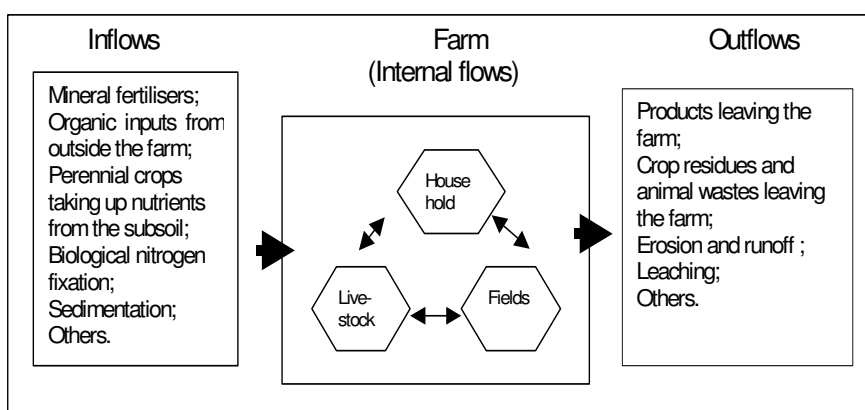 Inflows
Mineral fertilisers;
Organic inputs from
outside the farm;
Perennial crops
taking up nutrients
from the subsoil;
Biological nitrogen
fixation;
Sedimentation;
Others.
Farm
(Internal flows)
House
hold
Live-
stock
Fields
Outflows
Products leaving the
farm;
Crop residues and
animal wastes leaving
the farm;
Erosion and runoff ;
Leaching;
Others.